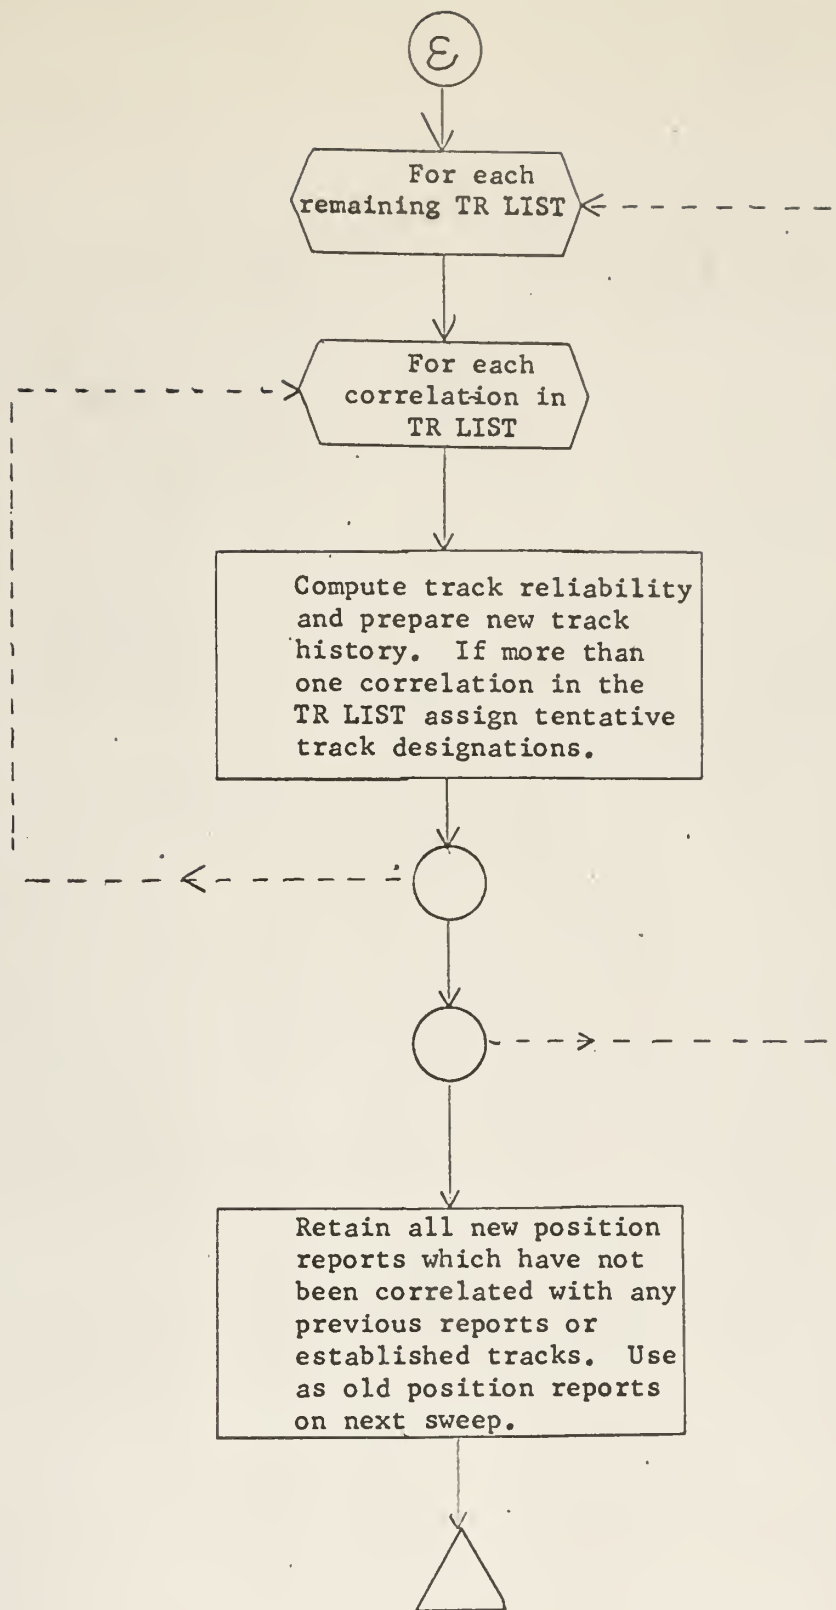 ε
For each
remaining TR LIST
For each
correlation in
TR LIST
Compute track reliability
and prepare new track
history. If more than
one correlation in the
TR LIST assign tentative
track designations.
Retain all new position
reports which have not
been correlated with any
previous reports or
established tracks. Use
as old position reports
on next sweep.